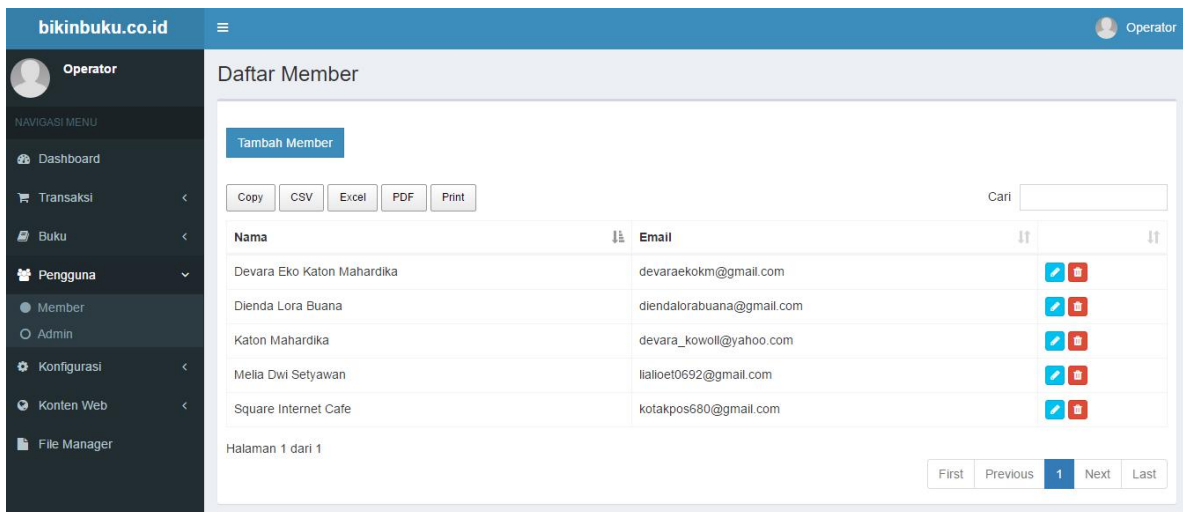 bikinbuku.co.id
Operator
Operator
NAVIGASI MENU
Dashboard
Transaksi
Buku
Pengguna
Member
Admin
Konfigurasi
Konten Web
File Manager
Daftar Member
Tambah Member
Copy CSV Excel PDF Print Cari
Nama Email
Devara Eko Katon Mahardika devaraekokm@gmail.com
Dienda Lora Buana diendalorabuana@gmail.com
Katon Mahardika devara_kowoll@yahoo.com
Melia Dwi Setyawan lialioet0692@gmail.com
Square Internet Cafe kotakpos680@gmail.com
Halaman 1 dari 1
First Previous 1 Next Last